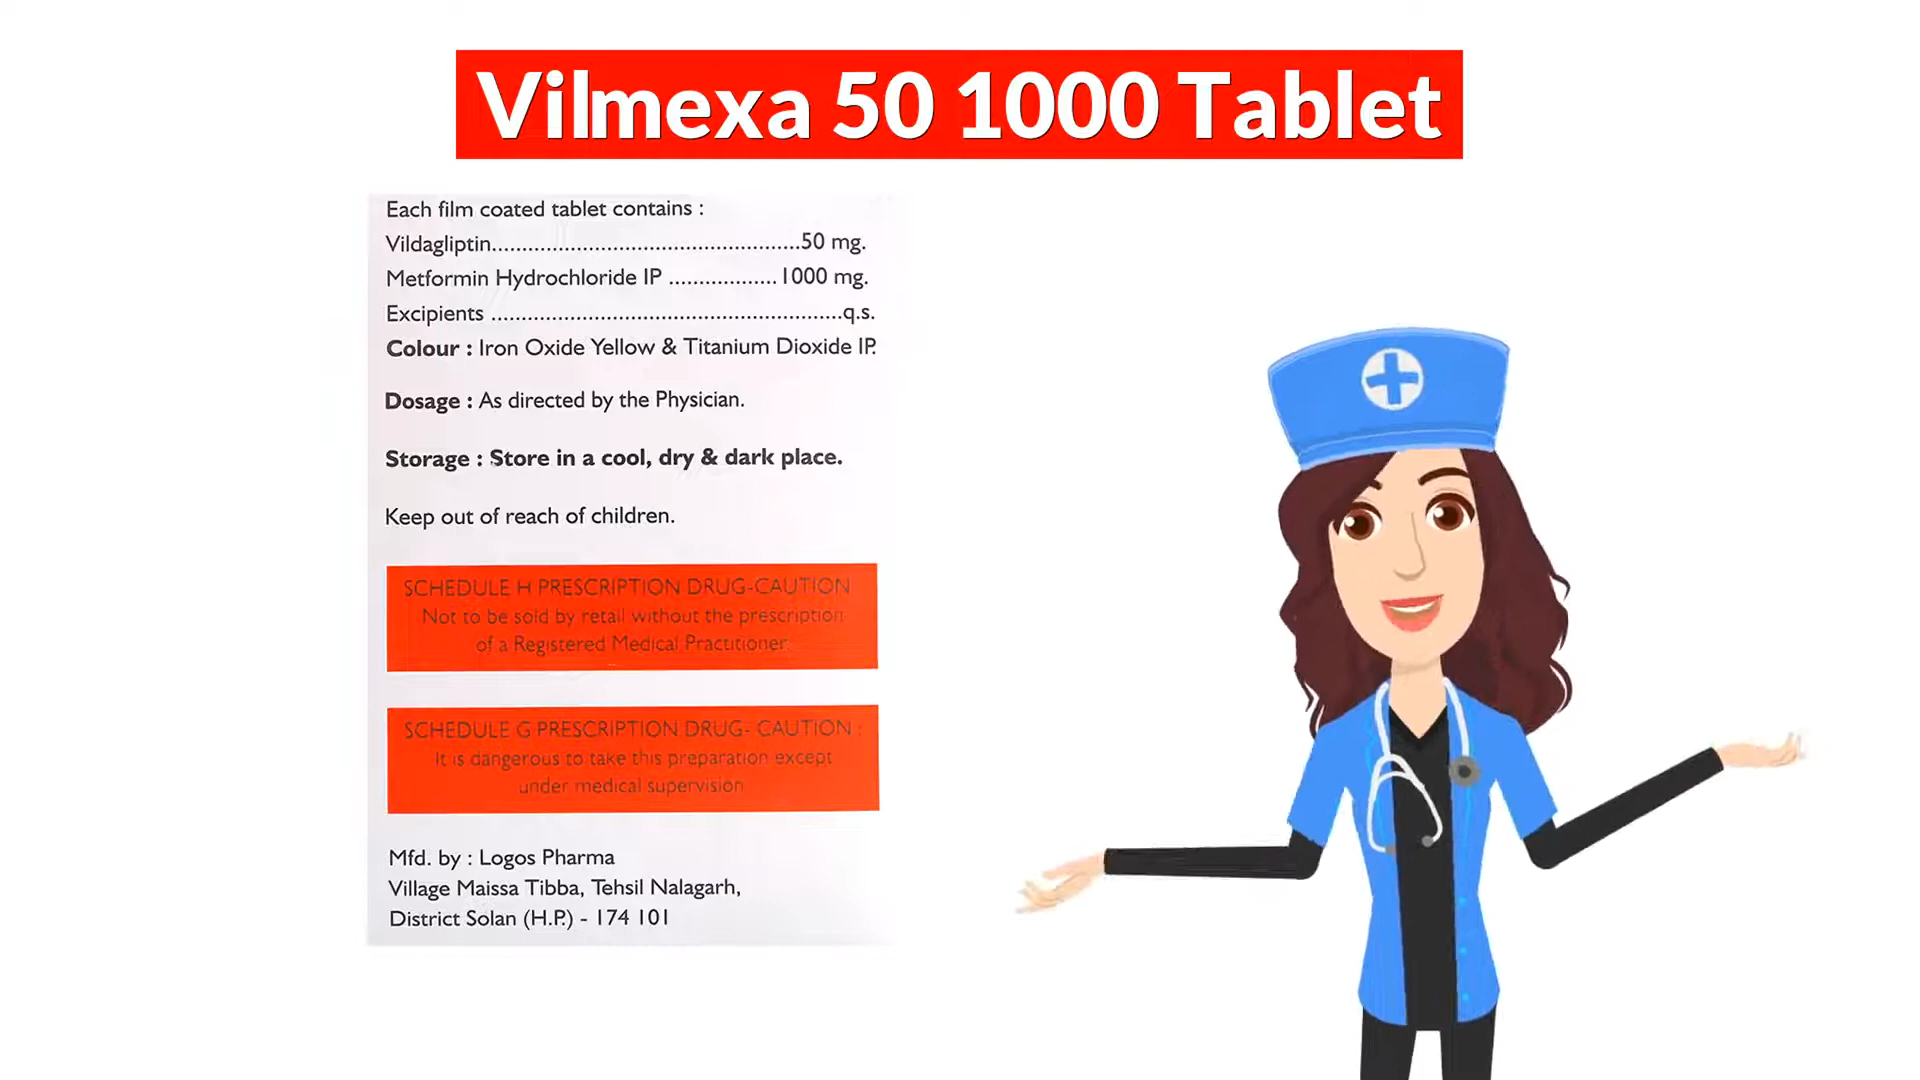 Vilmexa 50 1000 Tablet
Each film coated tablet contains :
Vildagliptin................................................50 mg.
Metformin Hydrochloride IP ..................1000 mg.
Excipients ......................................................q.s.
Colour : Iron Oxide Yellow & Titanium Dioxide IP.
Dosage : As directed by the Physician.
Storage : Store in a cool, dry & dark place.
Keep out of reach of children.
SCHEDULE H PRESCRIPTION DRUG-CAUTION
Not to be sold by retail without the prescription
of a Registered Medical Practitioner.
SCHEDULE G PRESCRIPTION DRUG- CAUTION :
It is dangerous to take this preparation except
under medical supervision
Mfd. by : Logos Pharma
Village Maissa Tibba, Tehsil Nalagarh,
District Solan (H.P.) - 174 101